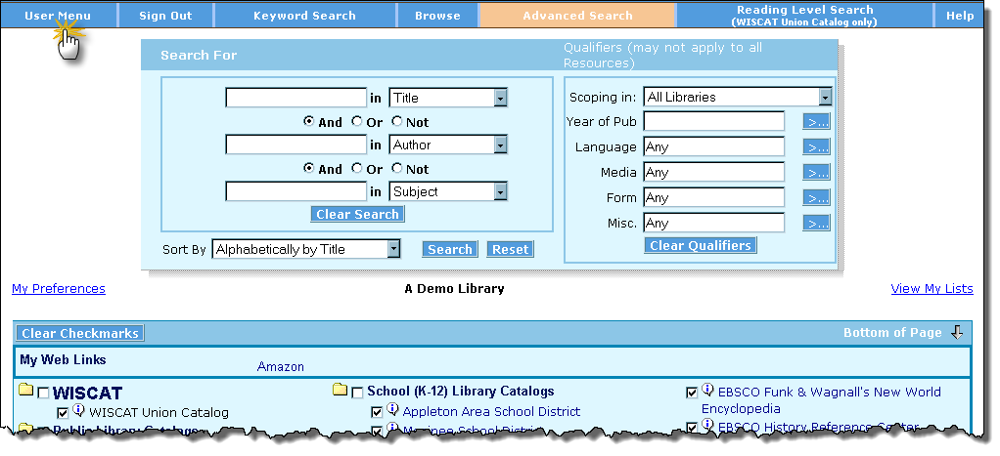 User Menu
Sign Out
Keyword Search
Browse
Advanced Search
Reading Level Search
(WISCAT Union Catalog only)
Help
Search For
in Title
And Or Not
in Author
And Or Not
in Subject
Clear Search
Sort By Alphabetically by Title Search Reset
Qualifiers (may not apply to all
Resources)
Scoping in: All Libraries
Year of Pub >...
Language Any >...
Media Any >...
Form Any >...
Misc. Any >...
Clear Qualifiers
My Preferences
A Demo Library
View My Lists
Clear Checkmarks
Bottom of Page
My Web Links
Amazon
WISCAT
WISCAT Union Catalog
Public Library Catalogs
School (K-12) Library Catalogs
Appleton Area School District
School District
EBSCO Funk & Wagnall's New World
Encyclopedia
EBSCO History Reference Center